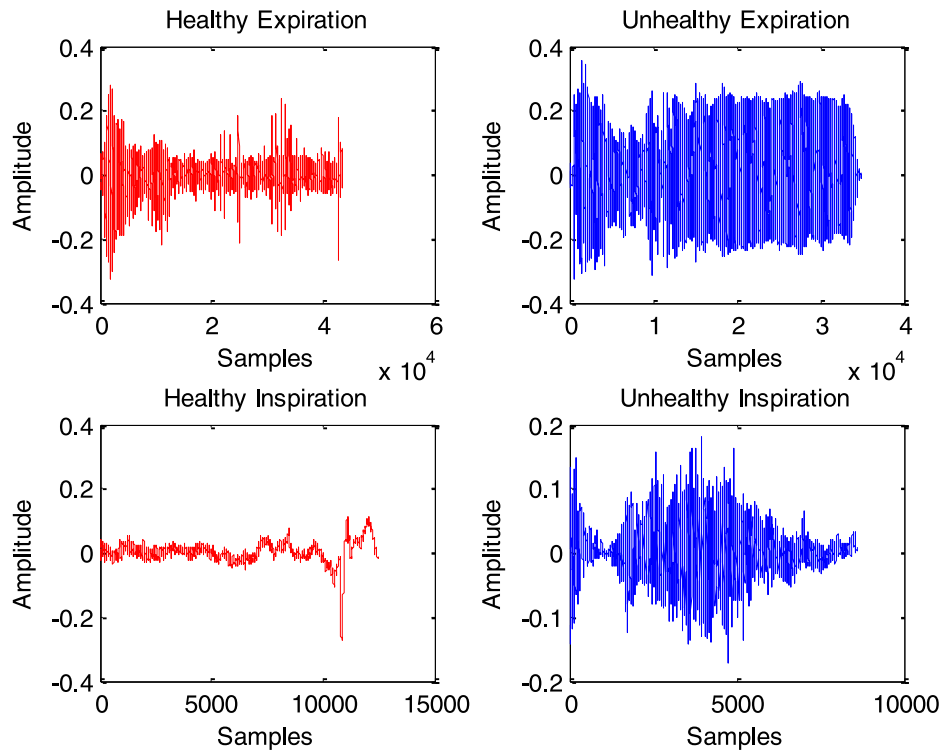 Healthy Expiration
Unhealthy Expiration
0.4
0.2
0
-0.2
-0.4
Amplitude
0
2
4
6
Samples
x 10^4
0.4
0.2
0
-0.2
-0.4
Amplitude
0
1
2
3
4
Samples
x 10^4
Healthy Inspiration
Unhealthy Inspiration
0.4
0.2
0
-0.2
-0.4
Amplitude
0
5000
10000
15000
Samples
0.2
0.1
0
-0.1
-0.2
Amplitude
0
5000
10000
Samples